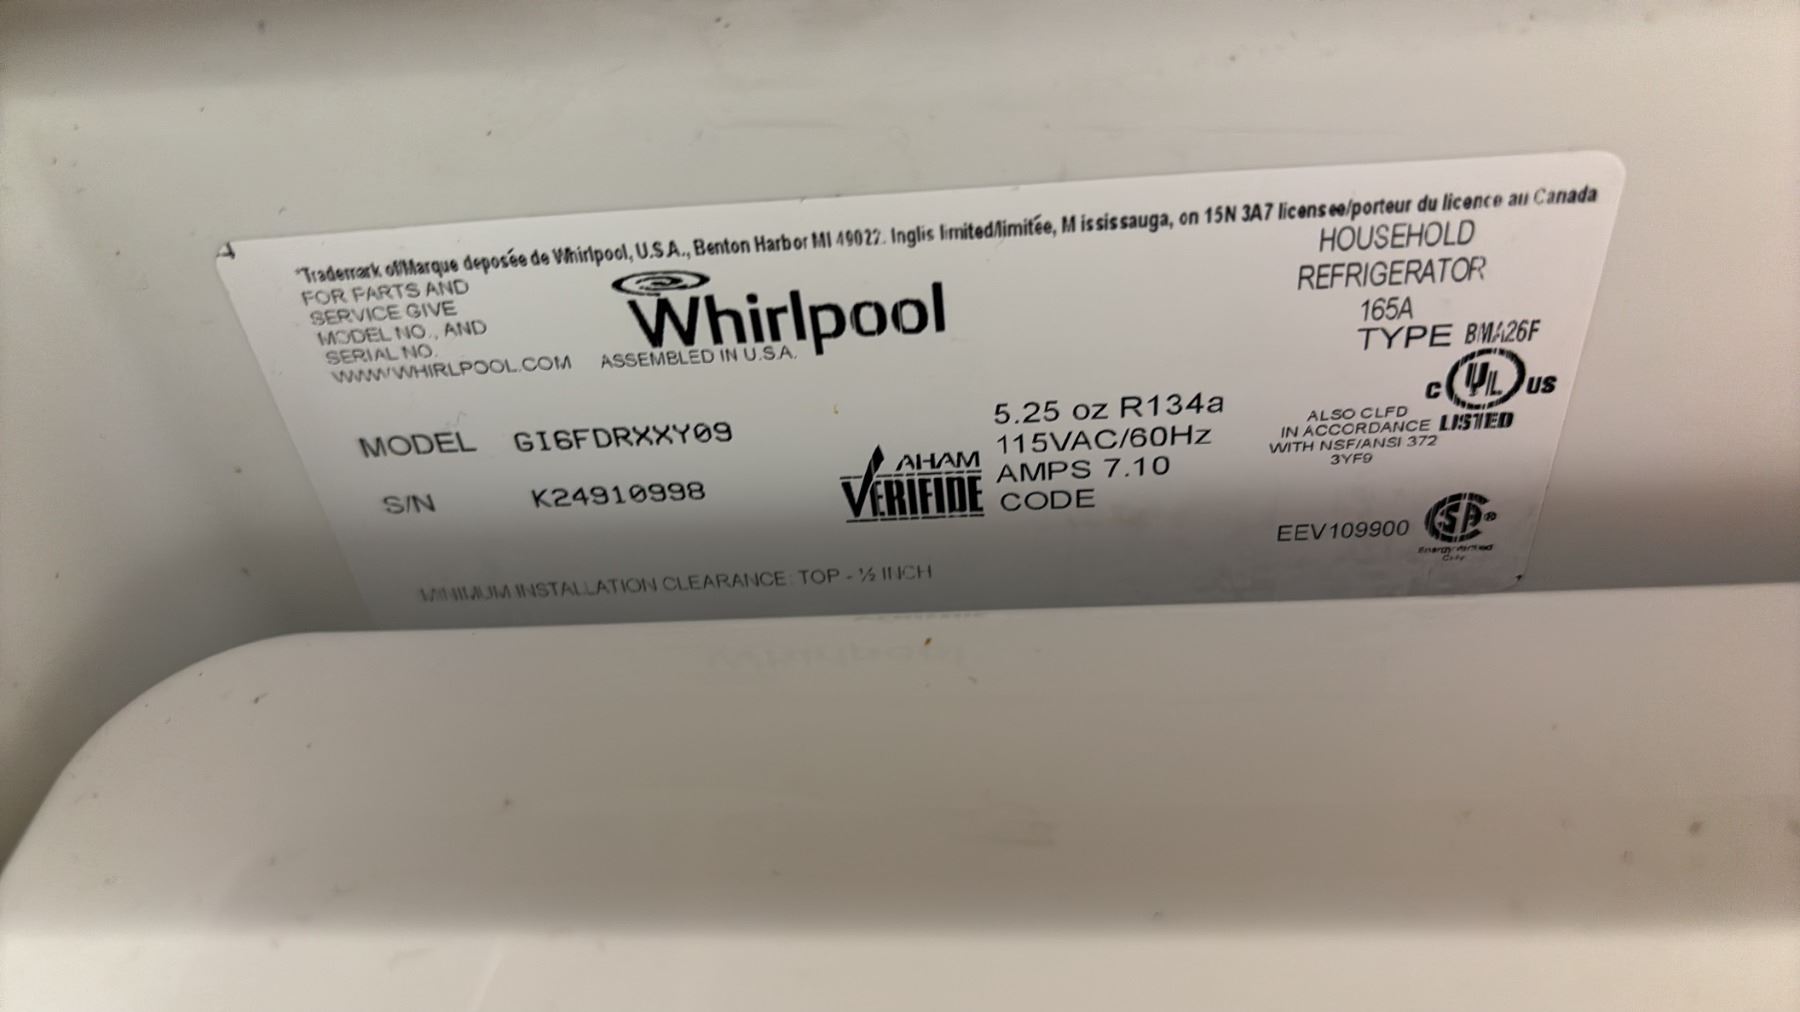 *Trademark of/Marque deposée de Whirlpool, U.S.A., Benton Harbor MI 49022. Inglis limited/limitée, Mississauga, on 15N 3A7 licensee/porteur du licence au Canada
FOR PARTS AND
SERVICE GIVE
MODEL NO., AND
SERIAL NO.
WWW.WHIRLPOOL.COM
Whirlpool
ASSEMBLED IN U.S.A.
HOUSEHOLD
REFRIGERATOR
165A
TYPE BMA26F
C UL US
LISTED
ALSO CLFD
IN ACCORDANCE
WITH NSF/ANSI 372
3YF9
MODEL GI6FDRXXY09
S/N K24910998
AHAM
VERIFIDE
5.25 oz R134a
115VAC/60Hz
AMPS 7.10
CODE
EEV109900
CSA ®
Energy Verified
MINIMUM INSTALLATION CLEARANCE: TOP - ½ INCH